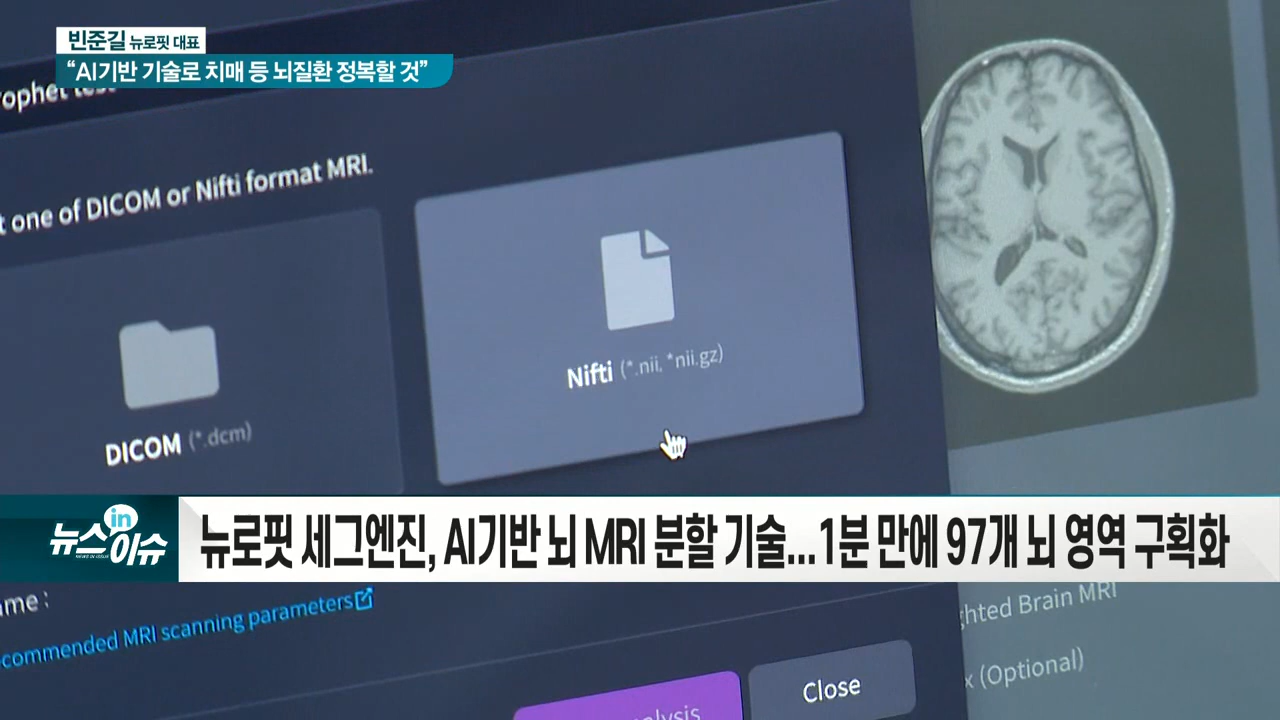 빈준길 뉴로핏 대표
“AI기반 기술로 치매 등 뇌질환 정복할 것”
one of DICOM or Nifti format MRI.
Nifti (*.nii, *nii.gz)
DICOM (*.dcm)
뉴스in이슈
NEWS IN ISSUE
뉴로핏 세그엔진, AI기반 뇌 MRI 분할 기술...1분 만에 97개 뇌 영역 구획화
ame :
commended MRI scanning parameters
ghted Brain MRI
x (Optional)
Close